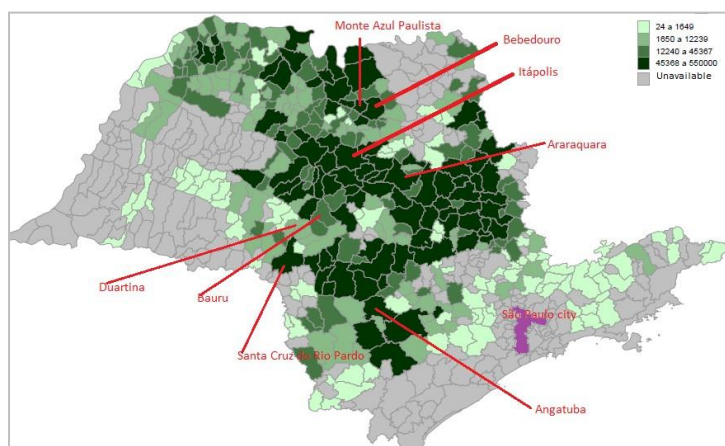 Monte Azul Paulista
Bebedouro
Itápolis
Araraquara
24 a 1649
1650 a 12239
12240 a 45367
45368 a 550000
Unavailable
Duartina
Bauru
Santa Cruz do Rio Pardo
São Paulo city
Angatuba